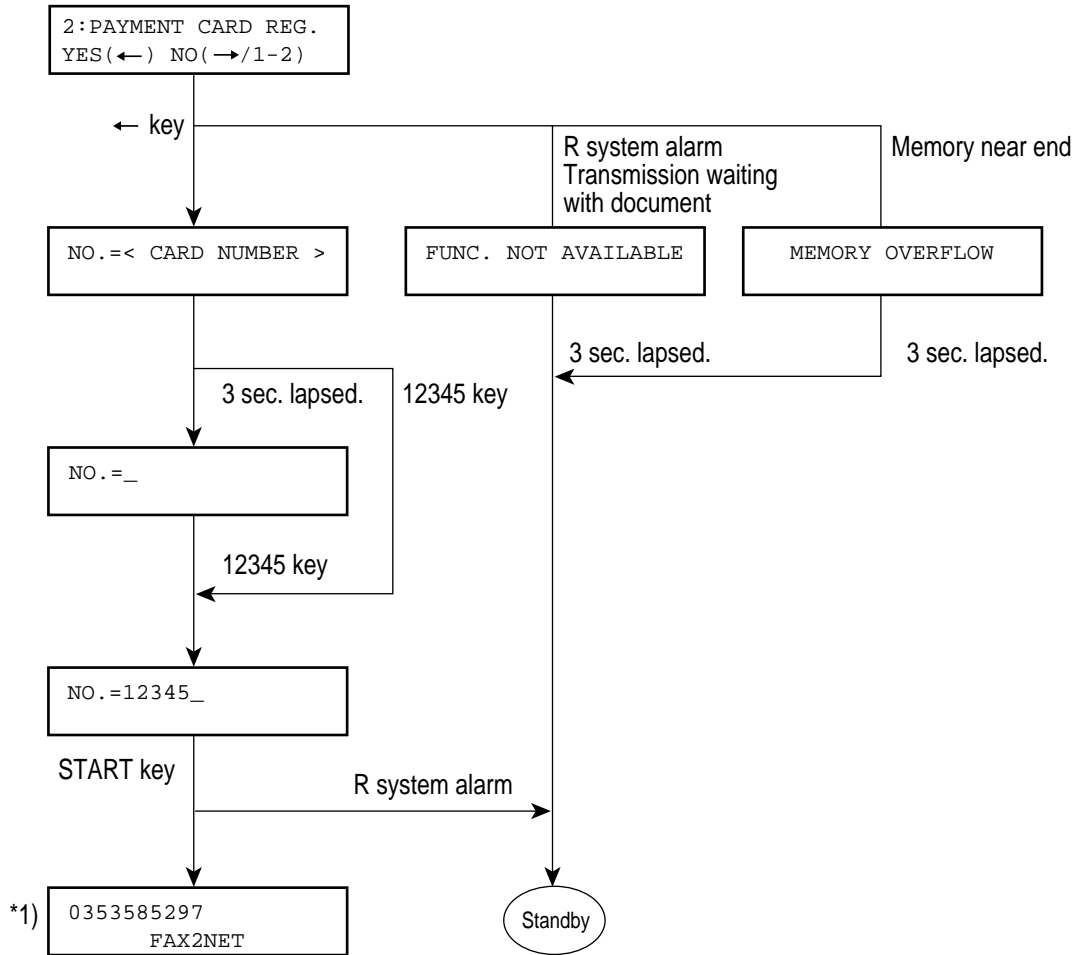 2:PAYMENT CARD REG.
YES(←) NO(→/1-2)
← key
R system alarm
Transmission waiting
with document
Memory near end
NO.=< CARD NUMBER >
FUNC. NOT AVAILABLE
MEMORY OVERFLOW
3 sec. lapsed.
12345 key
3 sec. lapsed.
3 sec. lapsed.
NO.=_
12345 key
NO.=12345_
START key
R system alarm
*1)
0353585297
FAX2NET
Standby